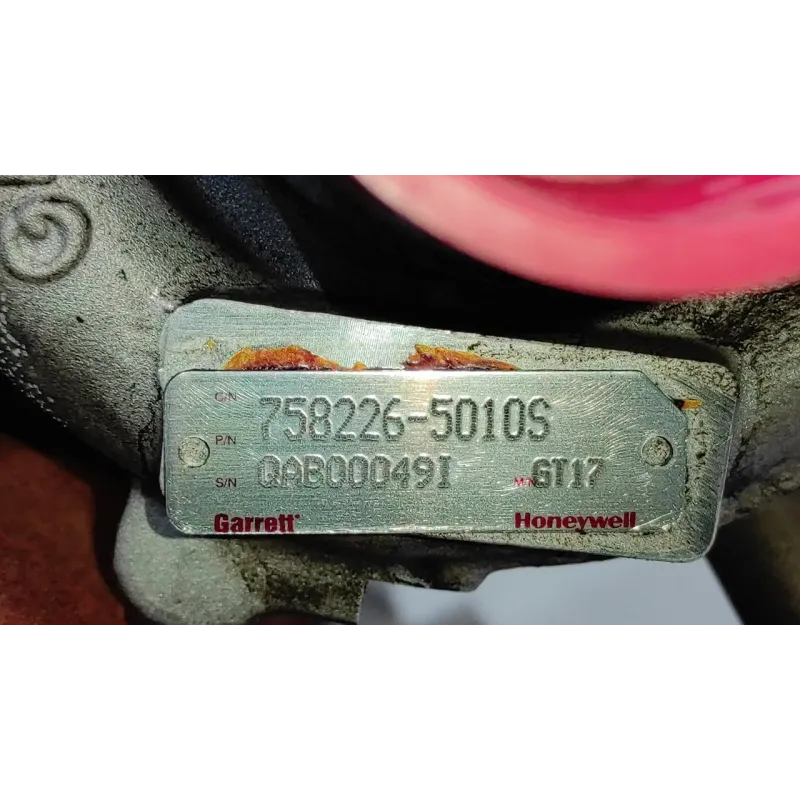 C/N
P/N 758226-5010S
S/N QAB00049I M/N GT17
Garrett Honeywell